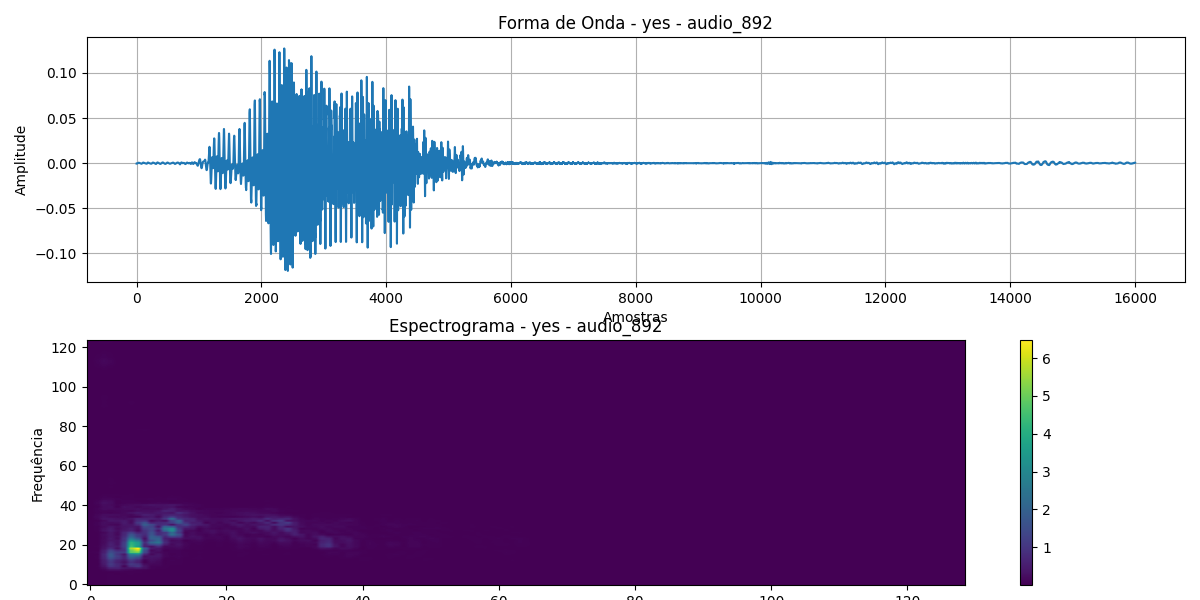 Forma de Onda - yes - audio_892
Amplitude
0.10
0.05
0.00
−0.05
−0.10
0 2000 4000 6000 8000 10000 12000 14000 16000
Amostras
Espectrograma - yes - audio_892
Frequência
120
100
80
60
40
20
0
0 20 40 60 80 100 120
6
5
4
3
2
1